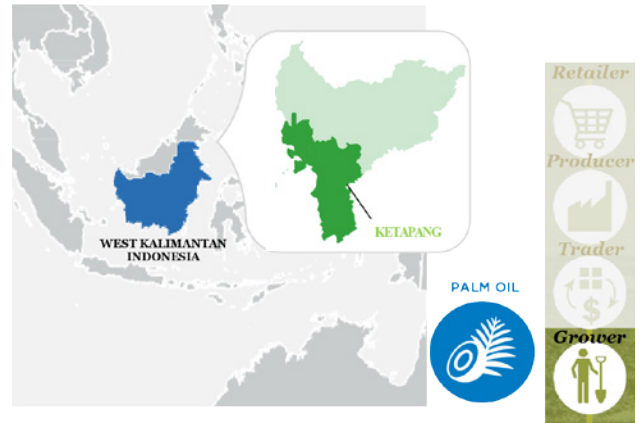 WEST KALIMANTAN
INDONESIA
KETAPANG
PALM OIL
Retailer
Producer
Trader
$
Grower